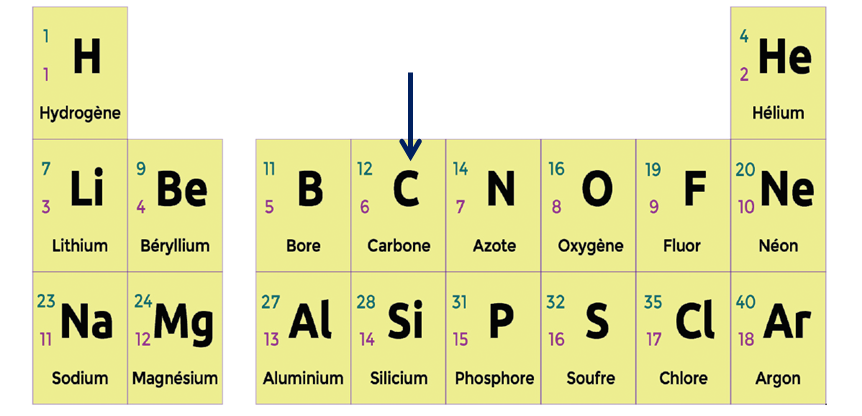 1 H 4 He
1 2
Hydrogène Hélium
7 Li 9 Be 11 B 12 C 14 N 16 O 19 F 20 Ne
3 4 5 6 7 8 9 10
Lithium Béryllium Bore Carbone Azote Oxygène Fluor Néon
23 Na 24 Mg 27 Al 28 Si 31 P 32 S 35 Cl 40 Ar
11 12 13 14 15 16 17 18
Sodium Magnésium Aluminium Silicium Phosphore Soufre Chlore Argon